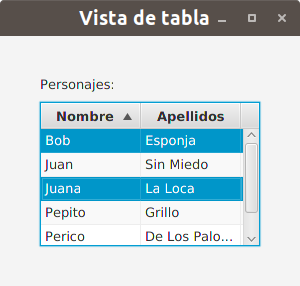 Vista de tabla
Personajes:
Nombre Apellidos
Bob Esponja
Juan Sin Miedo
Juana La Loca
Pepito Grillo
Perico De Los Palo...